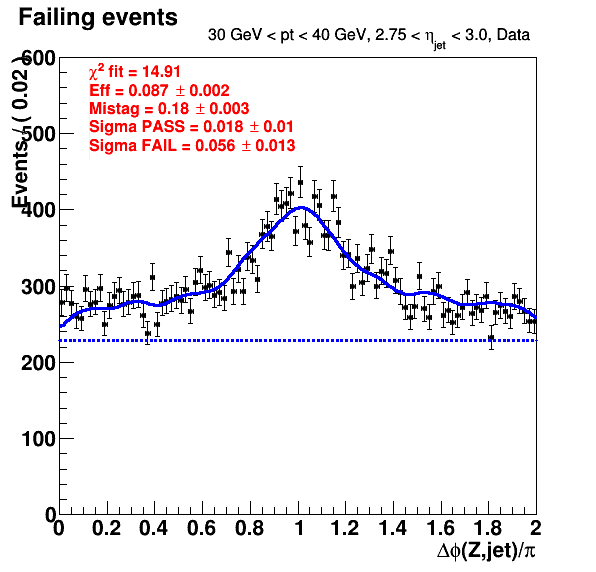 Failing events
30 GeV < pt < 40 GeV, 2.75 < η_jet < 3.0, Data
χ² fit = 14.91
Eff = 0.087 ± 0.002
Mistag = 0.18 ± 0.003
Sigma PASS = 0.018 ± 0.01
Sigma FAIL = 0.056 ± 0.013
Events / ( 0.02 )
600
500
400
300
200
100
0
0 0.2 0.4 0.6 0.8 1 1.2 1.4 1.6 1.8 2
Δϕ(Z,jet)/π